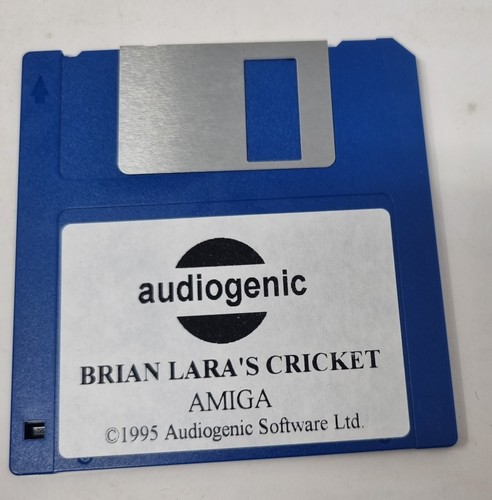 audiogenic
BRIAN LARA'S CRICKET
AMIGA
©1995 Audiogenic Software Ltd.